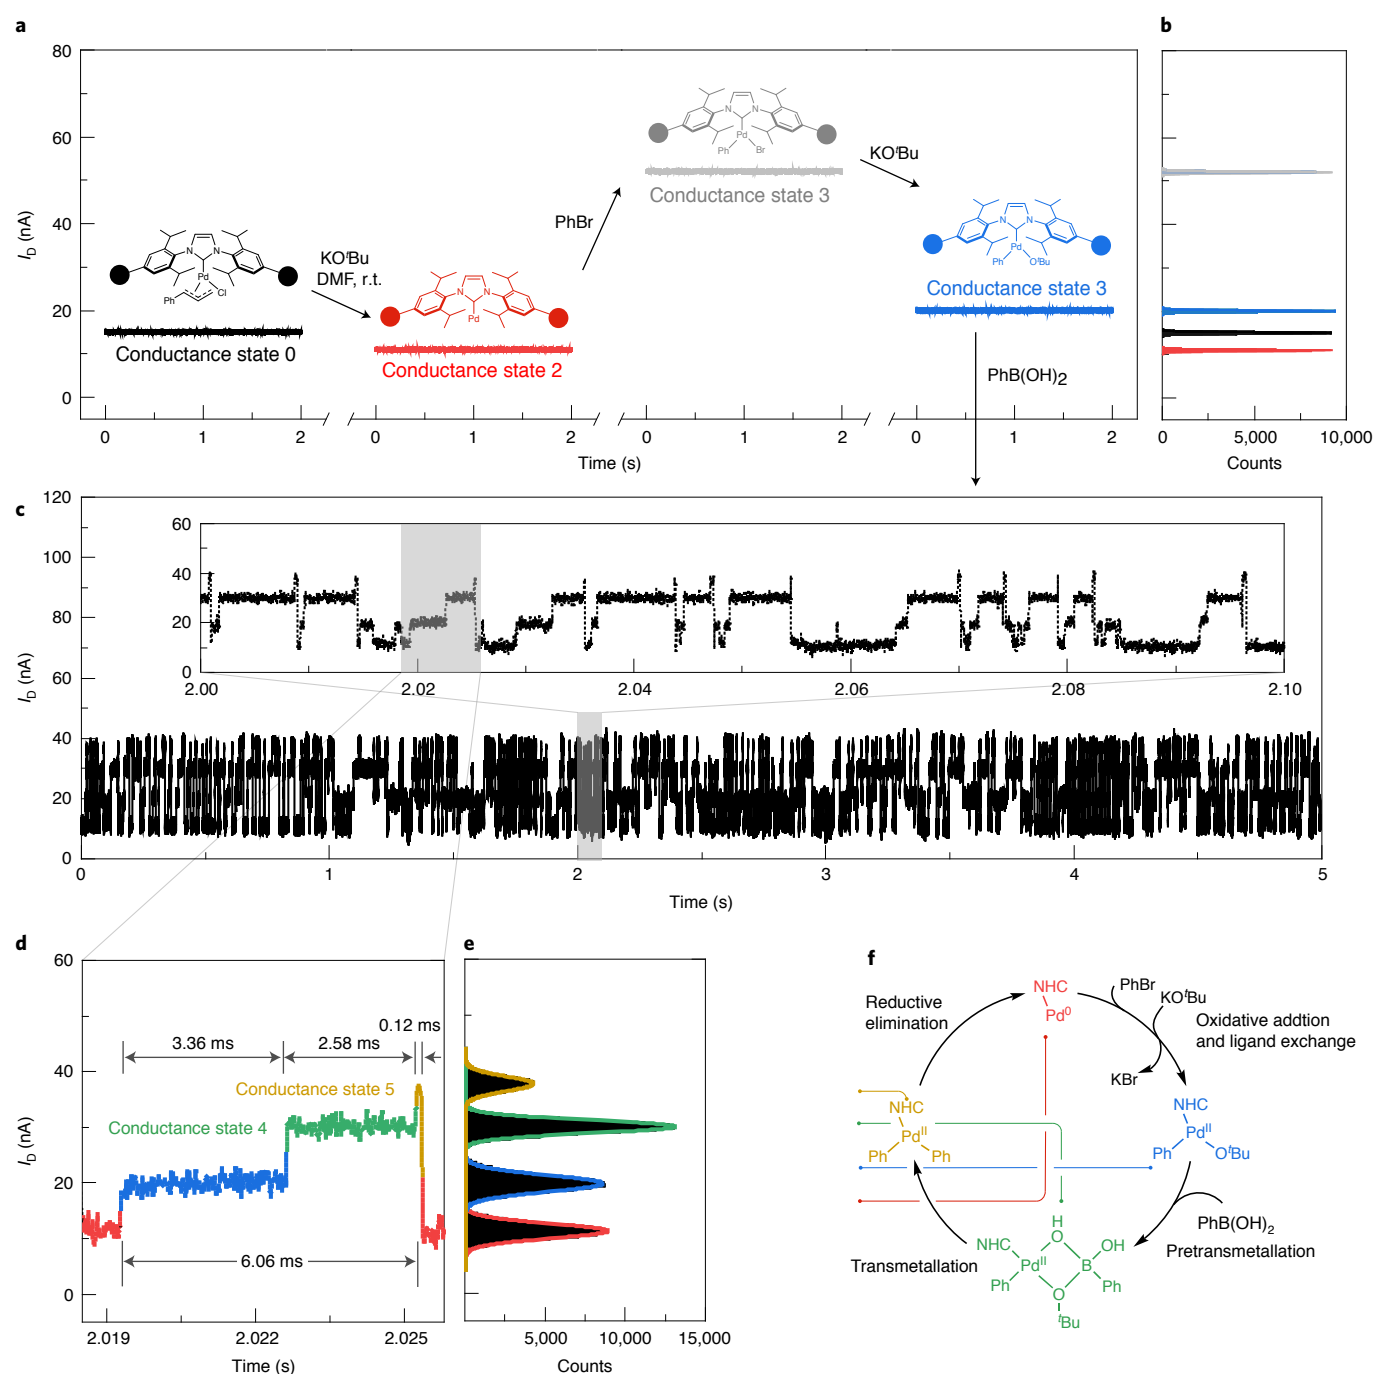 a
b
80
60
40
20
0
I_D (nA)
N N
Pd
Ph Cl
Conductance state 0
KOᵗBu
DMF, r.t.
N N
Pd
Conductance state 2
PhBr
N N
Pd
Ph Br
Conductance state 3
KOᵗBu
N N
Pd
Ph OᵗBu
Conductance state 3
PhB(OH)₂
0 1 2 0 1 2 0 1 2 0 1 2
Time (s)
0 5,000 10,000
Counts
c
120
100
80
60
40
20
0
I_D (nA)
60
40
20
0
2.00 2.02 2.04 2.06 2.08 2.10
0 1 2 3 4 5
Time (s)
d
60
40
20
0
I_D (nA)
0.12 ms
3.36 ms 2.58 ms
Conductance state 5
Conductance state 4
6.06 ms
2.019 2.022 2.025
Time (s)
e
5,000 10,000 15,000
Counts
f
NHC
Pd⁰
PhBr
KOᵗBu
Oxidative addtion
and ligand exchange
KBr
Reductive
elimination
NHC
Pdᴵᴵ
Ph OᵗBu
NHC
Pdᴵᴵ
Ph Ph
PhB(OH)₂
Pretransmetallation
Transmetallation
H
O
NHC OH
Pdᴵᴵ B
Ph Ph
O
ᵗBu